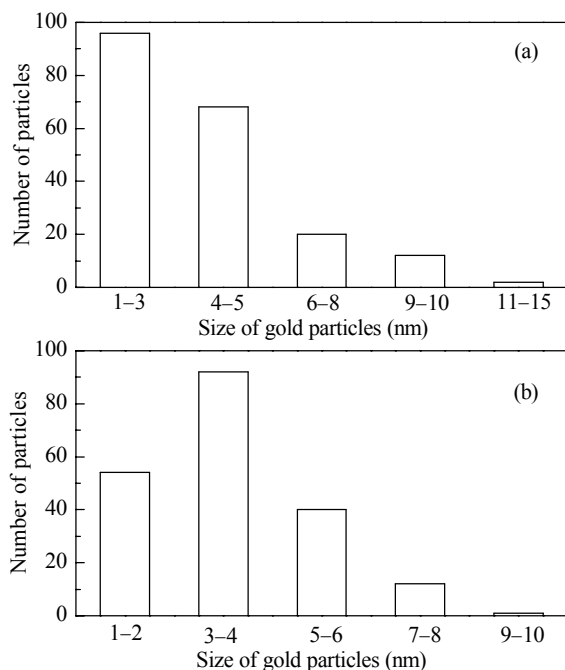 100
(a)
80
60
40
20
0
Number of particles
1–3 4–5 6–8 9–10 11–15
Size of gold particles (nm)
100
(b)
80
60
40
20
0
Number of particles
1–2 3–4 5–6 7–8 9–10
Size of gold particles (nm)